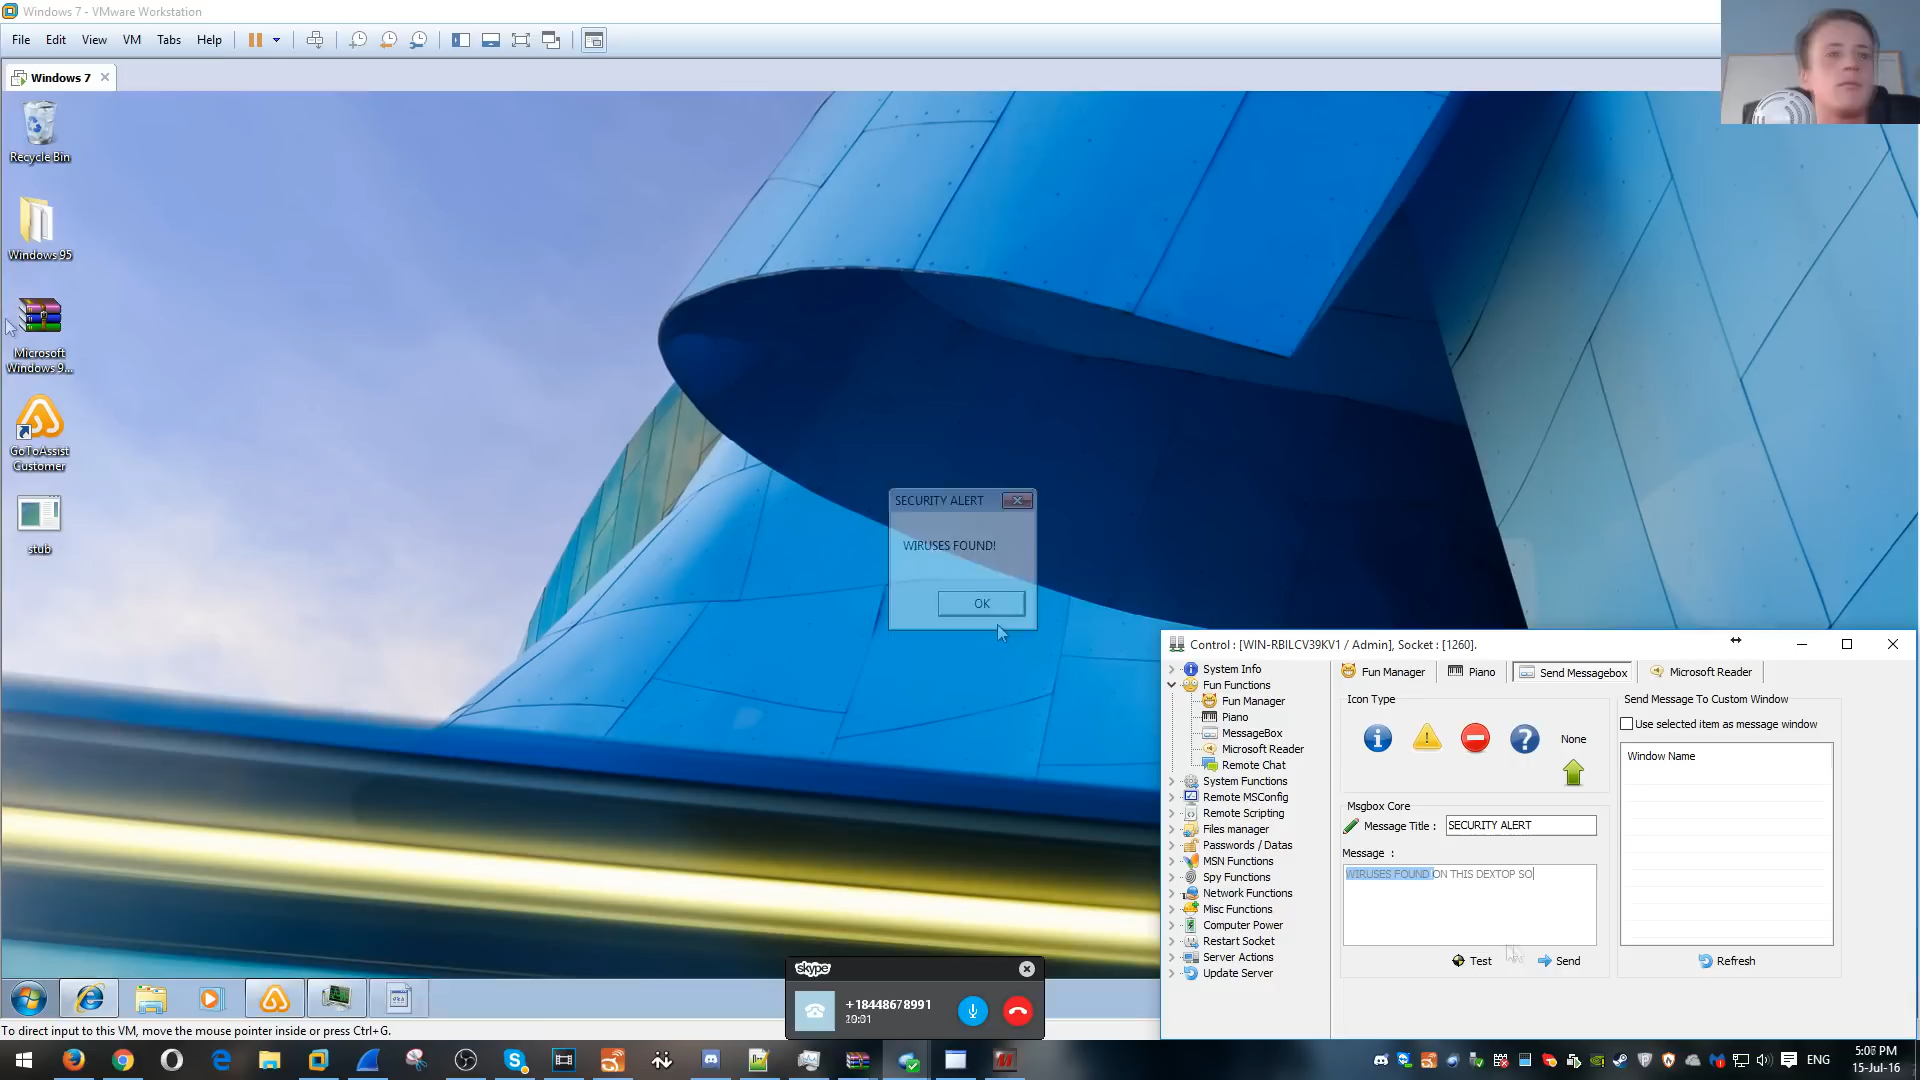 Windows 7 - VMware Workstation
File Edit View VM Tabs Help
Windows 7
Recycle Bin
Windows 95
Microsoft
Windows 9...
GoToAssist
Customer
stub
SECURITY ALERT
WIRUSES FOUND!
OK
Control : [WIN-RBILCV39KV1 / Admin], Socket : [1260].
System Info
Fun Functions
Fun Manager
Piano
MessageBox
Microsoft Reader
Remote Chat
System Functions
Remote MSConfig
Remote Scripting
Files manager
Passwords / Datas
MSN Functions
Spy Functions
Network Functions
Misc Functions
Computer Power
Restart Socket
Server Actions
Update Server
Fun Manager Piano Send Messagebox Microsoft Reader
Icon Type
None
Msgbox Core
Message Title : SECURITY ALERT
Message :
WIRUSES FOUND ON THIS DEXTOP SO
Test Send
Send Message To Custom Window
Use selected item as message window
Window Name
Refresh
skype
+18448678991
To direct input to this VM, move the mouse pointer inside or press Ctrl+G.
ENG
15-Jul-16